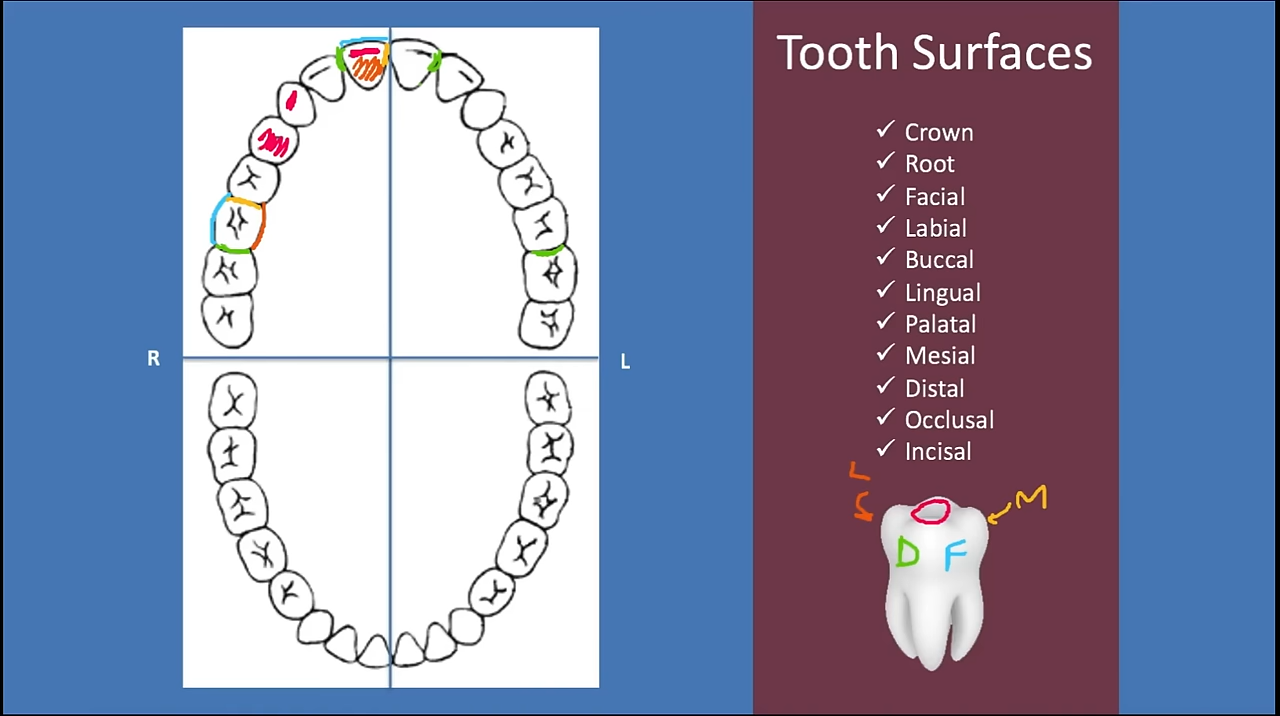 Tooth Surfaces
✓ Crown
✓ Root
✓ Facial
✓ Labial
✓ Buccal
✓ Lingual
✓ Palatal
✓ Mesial
✓ Distal
✓ Occlusal
✓ Incisal
R
L
L
M
D F